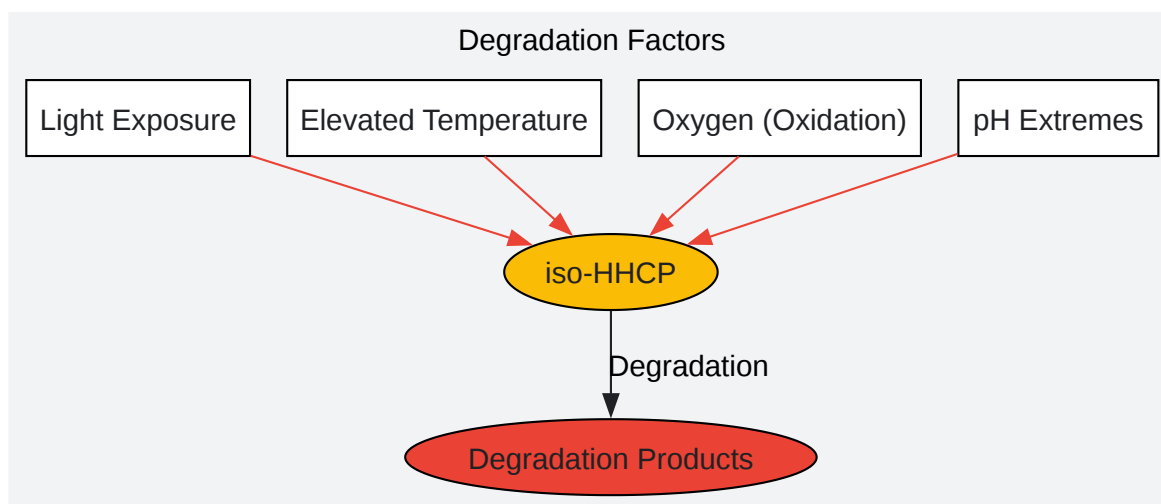 Degradation Factors
Light Exposure
Elevated Temperature
Oxygen (Oxidation)
pH Extremes
iso-HHCP
Degradation
Degradation Products